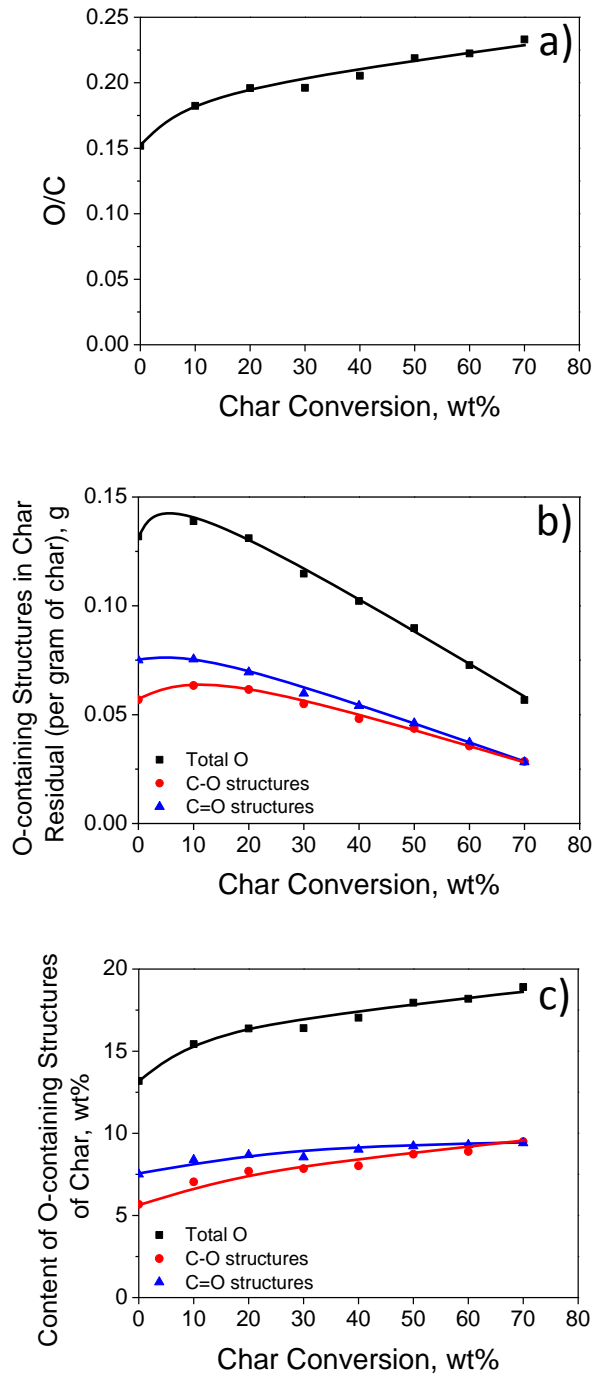 a)
0.25
0.20
0.15
0.10
0.05
0.00
O/C
0 10 20 30 40 50 60 70 80
Char Conversion, wt%
b)
0.15
0.10
0.05
0.00
O-containing Structures in Char
Residual (per gram of char), g
Total O
C-O structures
C=O structures
0 10 20 30 40 50 60 70 80
Char Conversion, wt%
c)
20
15
10
5
0
Content of O-containing Structures
of Char, wt%
Total O
C-O structures
C=O structures
0 10 20 30 40 50 60 70 80
Char Conversion, wt%